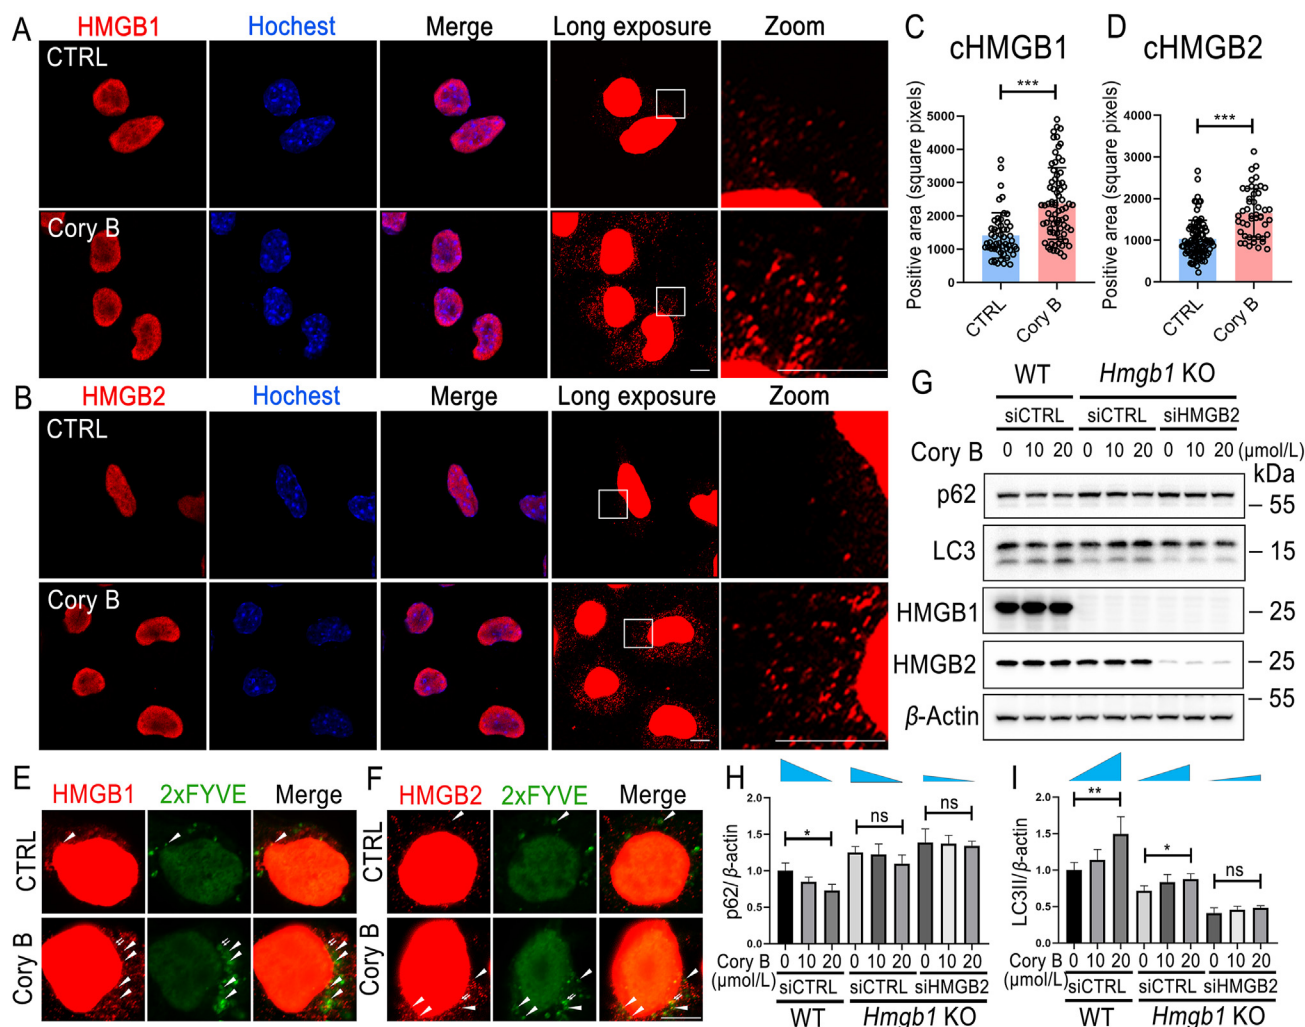 A
HMGB1 Hochest Merge Long exposure Zoom
CTRL
Cory B
B
HMGB2 Hochest Merge Long exposure Zoom
CTRL
Cory B
C
cHMGB1
***
Positive area (square pixels)
5000
4000
3000
2000
1000
0
CTRL Cory B
D
cHMGB2
***
Positive area (square pixels)
4000
3000
2000
1000
0
CTRL Cory B
E
HMGB1 2xFYVE Merge
CTRL
Cory B
F
HMGB2 2xFYVE Merge
CTRL
Cory B
G
WT Hmgb1 KO
siCTRL siCTRL siHMGB2
Cory B 0 10 20 0 10 20 0 10 20 (μmol/L)
kDa
p62 – 55
LC3 – 15
HMGB1 – 25
HMGB2 – 25
55
β-Actin –
H
p62/β-actin
2.0
1.5
1.0
0.5
0.0
* ns ns
Cory B 0 10 20 0 10 20 0 10 20
(μmol/L) siCTRL siCTRL siHMGB2
WT Hmgb1 KO
I
LC3II/β-actin
2.0
1.5
1.0
0.5
0.0
** * ns
Cory B 0 10 20 0 10 20 0 10 20
(μmol/L) siCTRL siCTRL siHMGB2
WT Hmgb1 KO